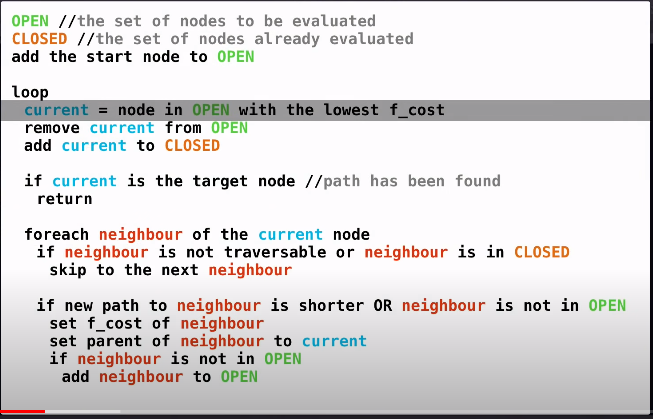 OPEN //the set of nodes to be evaluated
CLOSED //the set of nodes already evaluated
add the start node to OPEN
loop
current = node in OPEN with the lowest f_cost
remove current from OPEN
add current to CLOSED
if current is the target node //path has been found
return
foreach neighbour of the current node
if neighbour is not traversable or neighbour is in CLOSED
skip to the next neighbour
if new path to neighbour is shorter OR neighbour is not in OPEN
set f_cost of neighbour
set parent of neighbour to current
if neighbour is not in OPEN
add neighbour to OPEN